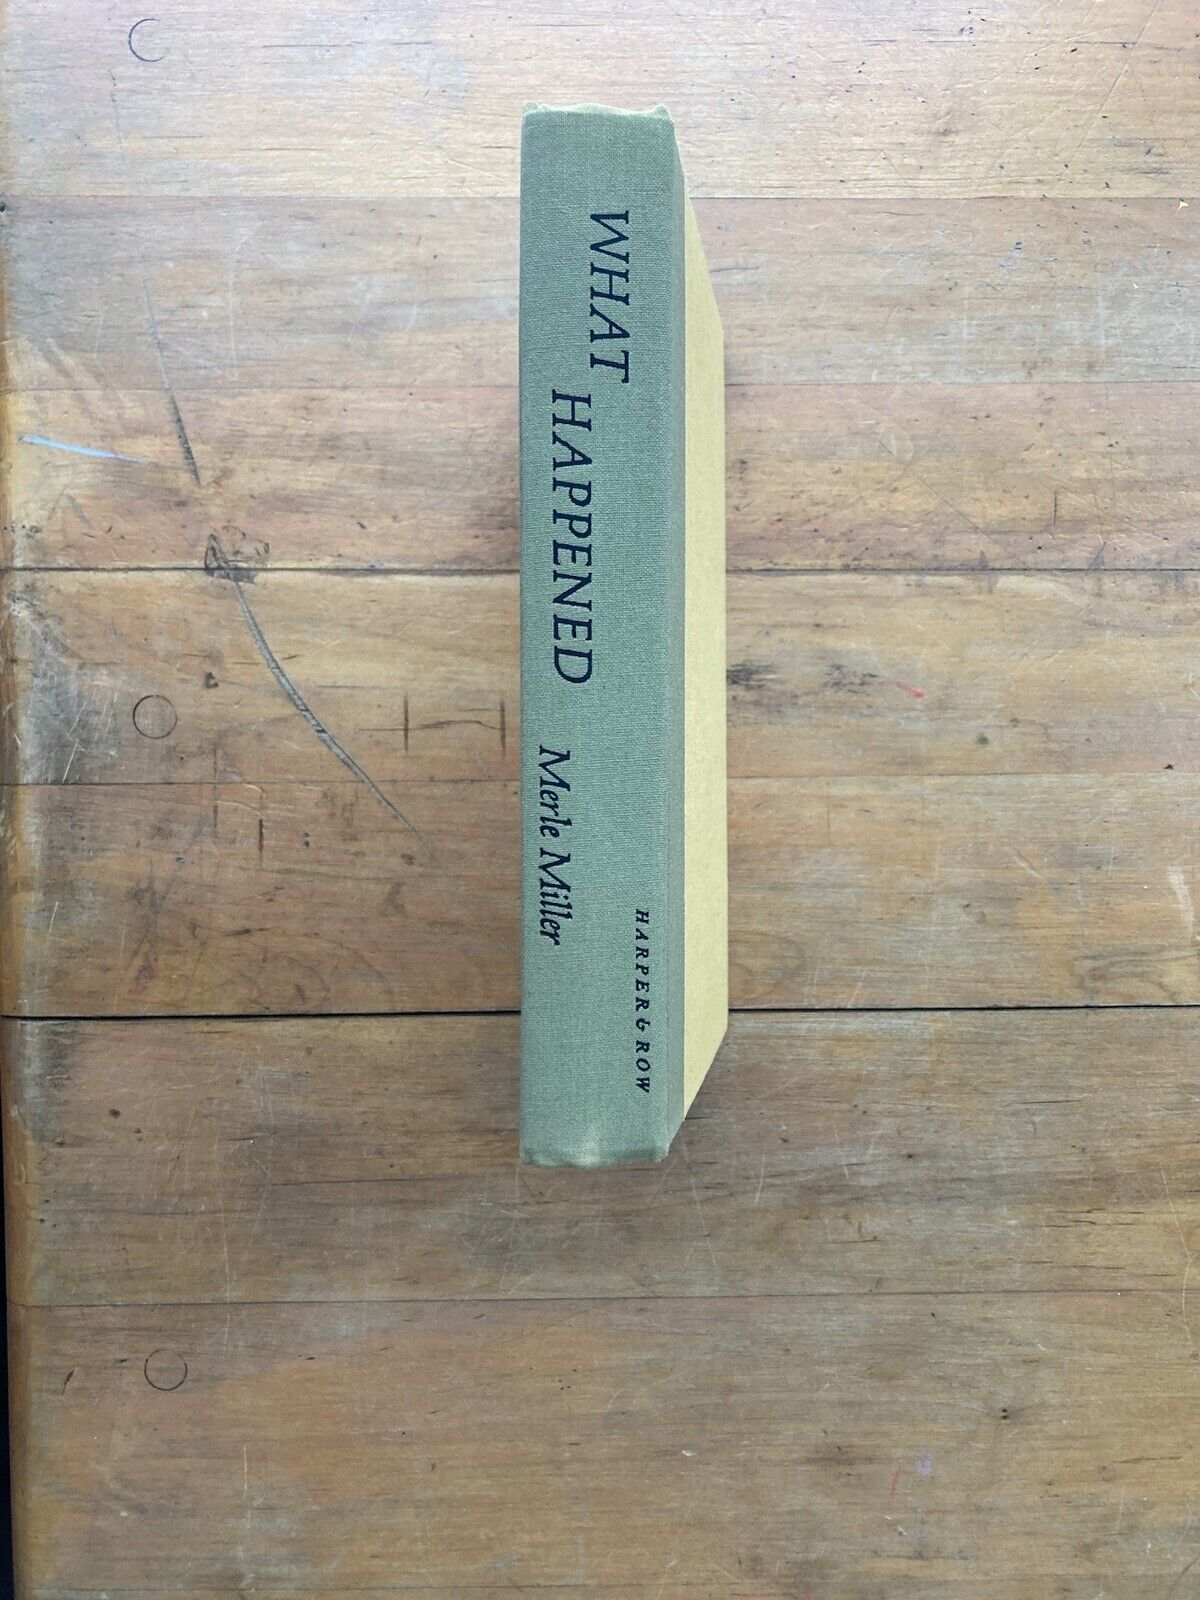 WHAT
HAPPENED
Merle Miller
HARPER & ROW